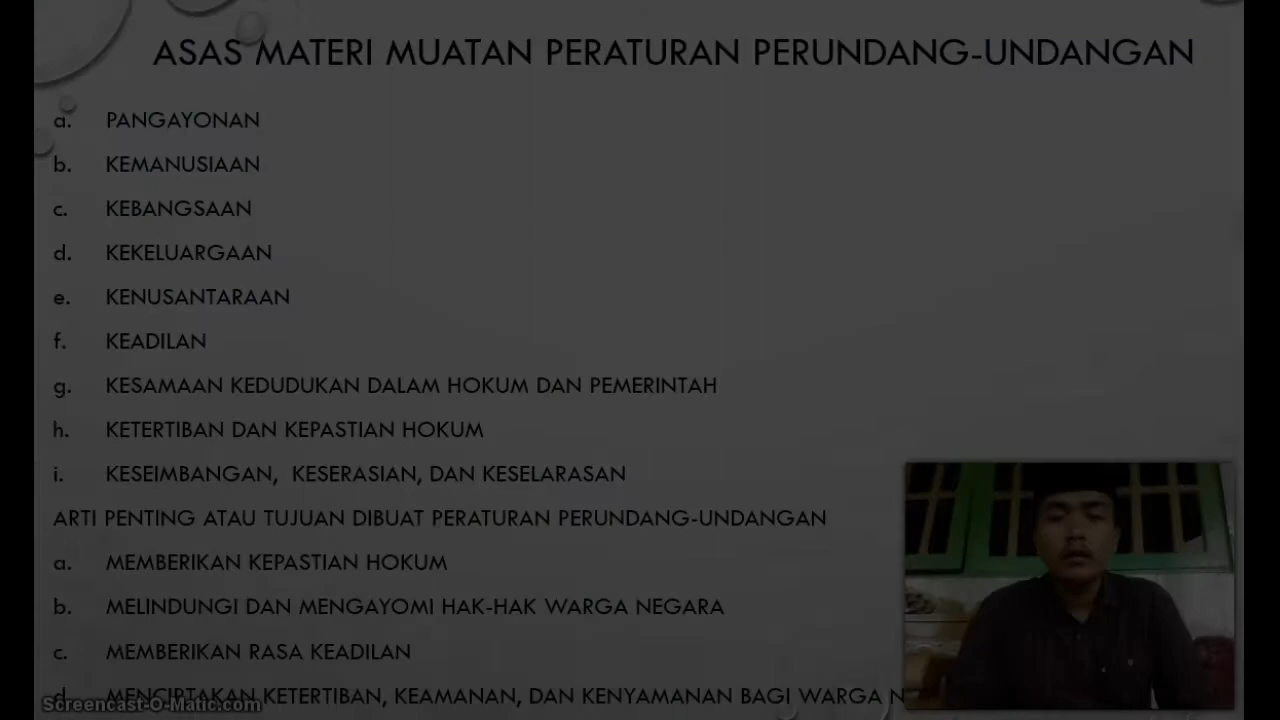 ASAS MATERI MUATAN PERATURAN PERUNDANG-UNDANGAN
a. PANGAYONAN
b. KEMANUSIAAN
c. KEBANGSAAN
d. KEKELUARGAAN
e. KENUSANTARAAN
f. KEADILAN
g. KESAMAAN KEDUDUKAN DALAM HOKUM DAN PEMERINTAH
h. KETERTIBAN DAN KEPASTIAN HOKUM
i. KESEIMBANGAN, KESERASIAN, DAN KESELARASAN
ARTI PENTING ATAU TUJUAN DIBUAT PERATURAN PERUNDANG-UNDANGAN
a. MEMBERIKAN KEPASTIAN HOKUM
b. MELINDUNGI DAN MENGAYOMI HAK-HAK WARGA NEGARA
c. MEMBERIKAN RASA KEADILAN
d. MENCIPTAKAN KETERTIBAN, KEAMANAN, DAN KENYAMANAN BAGI WARGA N
Screencast-O-Matic.com